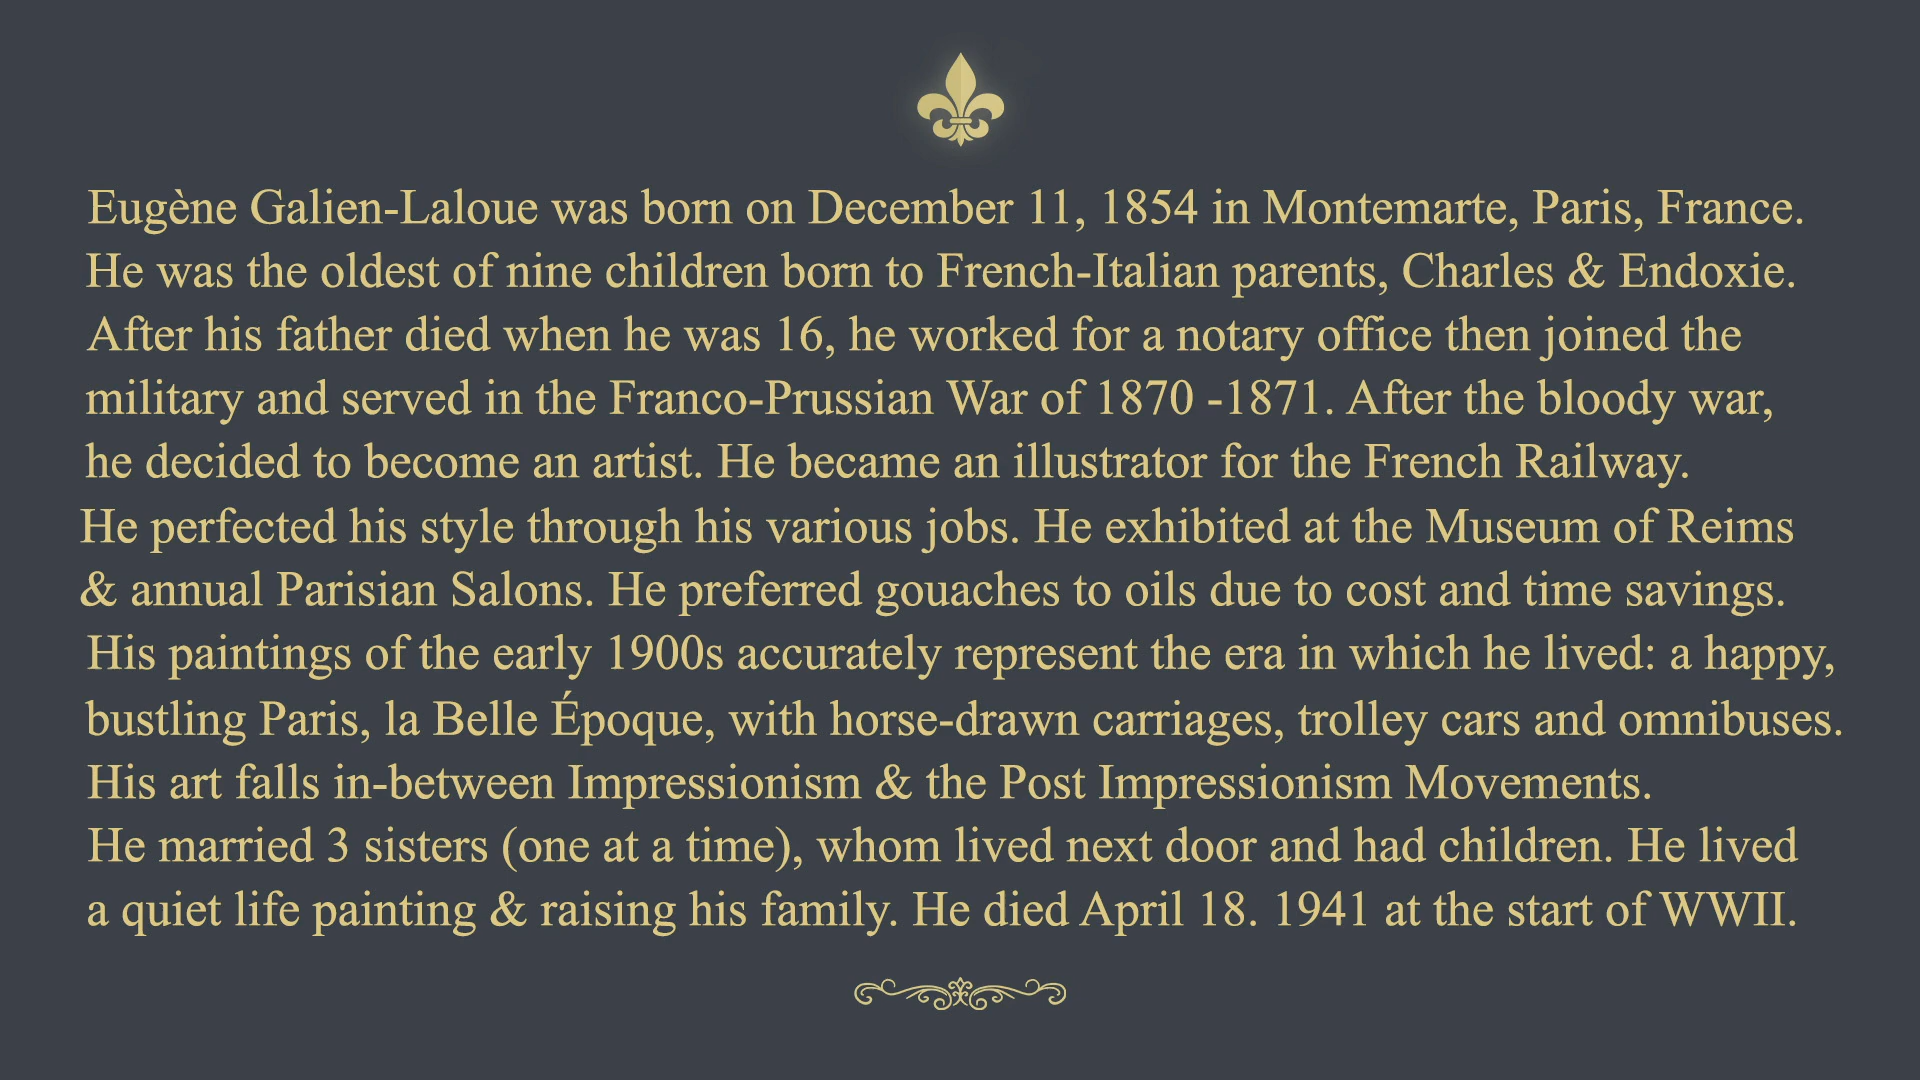 Eugène Galien-Laloue was born on December 11, 1854 in Montemarte, Paris, France.
He was the oldest of nine children born to French-Italian parents, Charles & Endoxie.
After his father died when he was 16, he worked for a notary office then joined the
military and served in the Franco-Prussian War of 1870 -1871. After the bloody war,
he decided to become an artist. He became an illustrator for the French Railway.
He perfected his style through his various jobs. He exhibited at the Museum of Reims
& annual Parisian Salons. He preferred gouaches to oils due to cost and time savings.
His paintings of the early 1900s accurately represent the era in which he lived: a happy,
bustling Paris, la Belle Époque, with horse-drawn carriages, trolley cars and omnibuses.
His art falls in-between Impressionism & the Post Impressionism Movements.
He married 3 sisters (one at a time), whom lived next door and had children. He lived
a quiet life painting & raising his family. He died April 18. 1941 at the start of WWII.